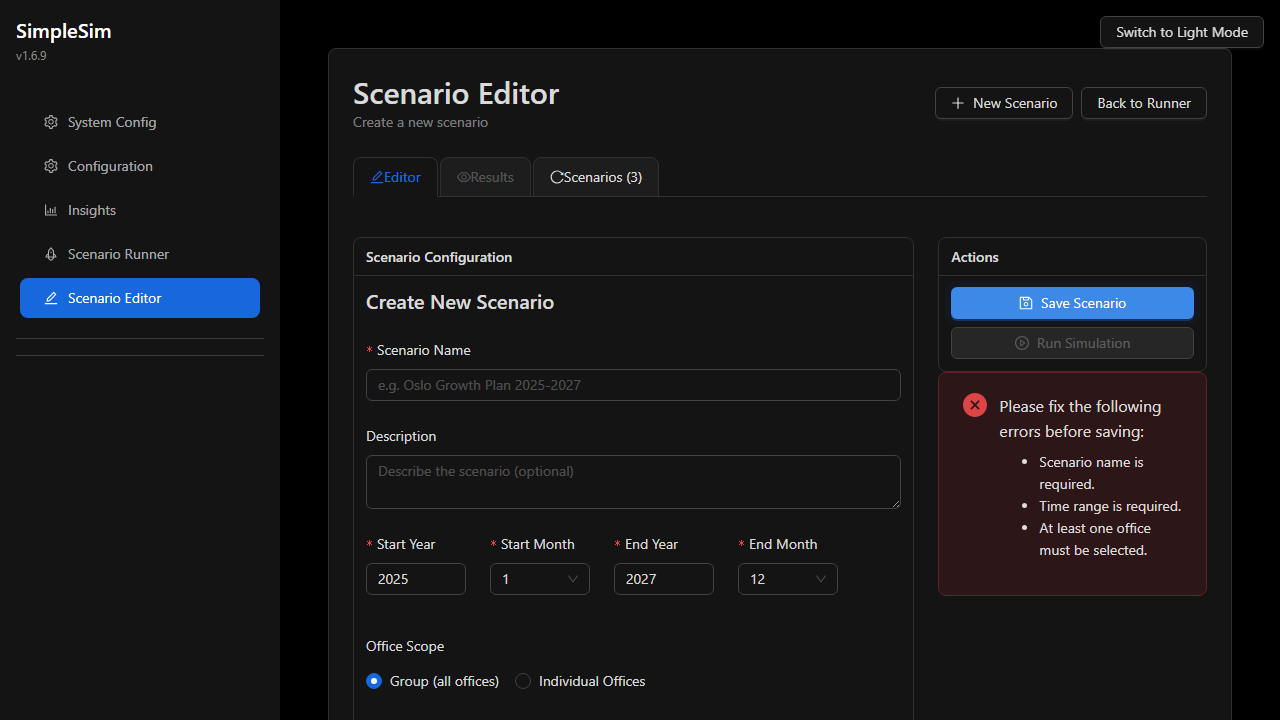 SimpleSim
v1.6.9
System Config
Configuration
Insights
Scenario Runner
Scenario Editor
Switch to Light Mode
Scenario Editor
Create a new scenario
New Scenario
Back to Runner
Editor
Results
Scenarios (3)
Scenario Configuration
Create New Scenario
* Scenario Name
e.g. Oslo Growth Plan 2025-2027
Description
Describe the scenario (optional)
* Start Year
* Start Month
* End Year
* End Month
2025
1
2027
12
Office Scope
Group (all offices)
Individual Offices
Actions
Save Scenario
Run Simulation
Please fix the following
errors before saving:
• Scenario name is
required.
• Time range is required.
• At least one office
must be selected.